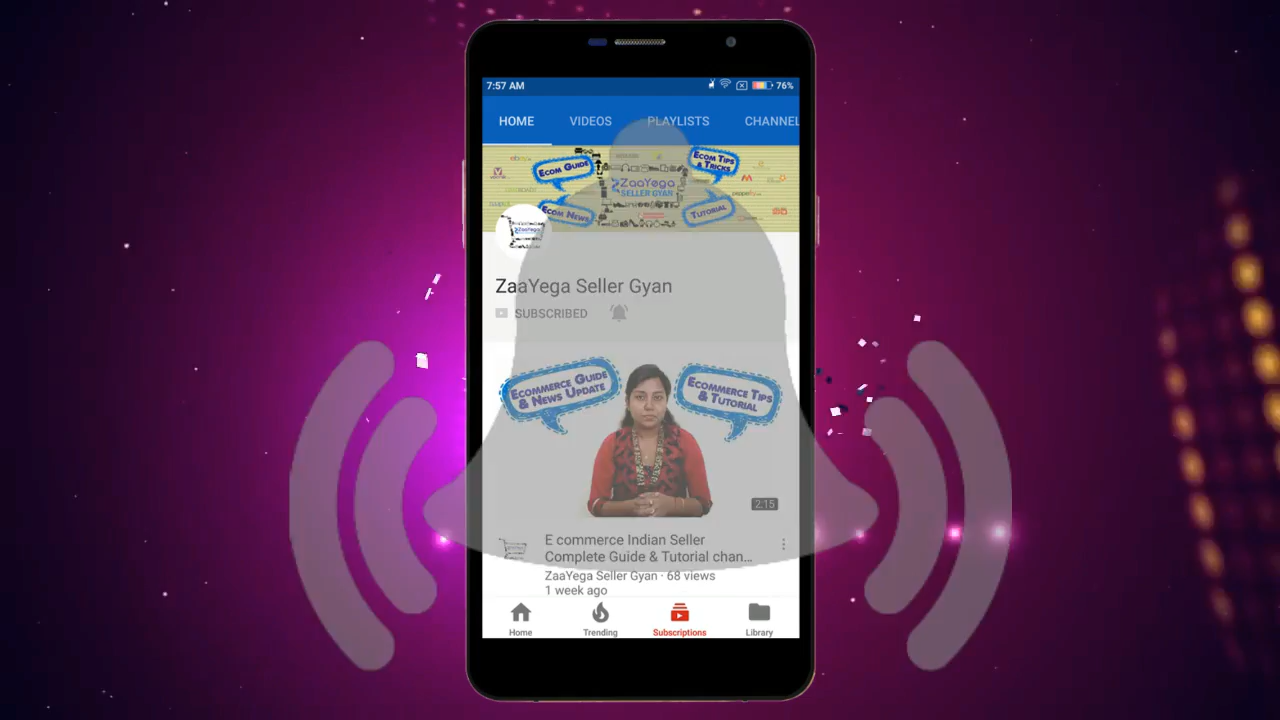 7:57 AM 76%
HOME VIDEOS PLAYLISTS CHANNEL
ECOM GUIDE
ECOM TIPS & TRICKS
ZaaYega
SELLER GYAN
ECOM NEWS
TUTORIAL
ZaaYega
ZaaYega Seller Gyan
SUBSCRIBED
ECOMMERCE GUIDE
& NEWS UPDATE
ECOMMERCE TIPS
& TUTORIAL
2:15
E commerce Indian Seller
Complete Guide & Tutorial chan...
ZaaYega Seller Gyan · 68 views
1 week ago
Home Trending Subscriptions Library